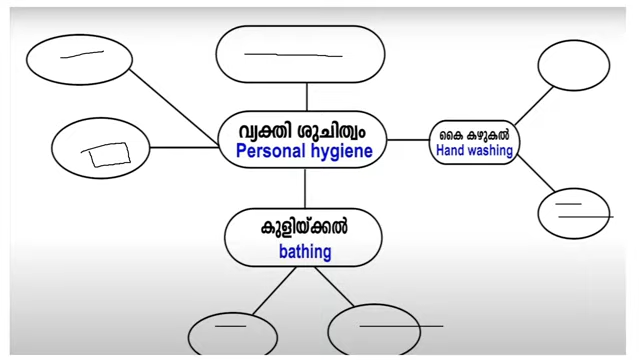 വ്യക്തി ശുചിത്വം
Personal hygiene
കൈ കഴുകൽ
Hand washing
കുളിയ്ക്കൽ
bathing